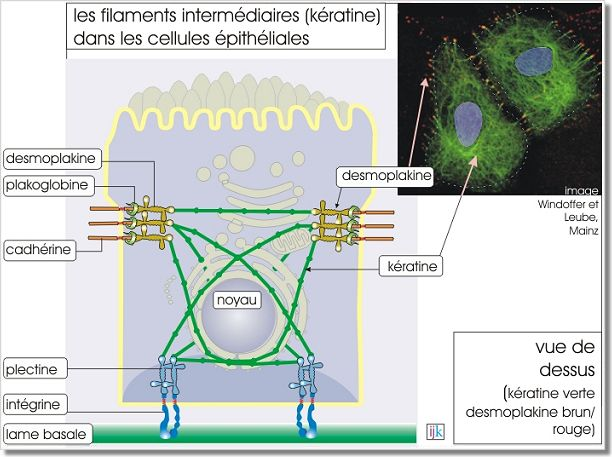 les filaments intermédiaires (kératine)
dans les cellules épithéliales
desmoplakine
plakoglobine
cadhérine
desmoplakine
kératine
noyau
plectine
intégrine
lame basale
image
Windoffer et
Leube,
Mainz
vue de
dessus
(kératine verte
desmoplakine brun/
rouge)
ijk